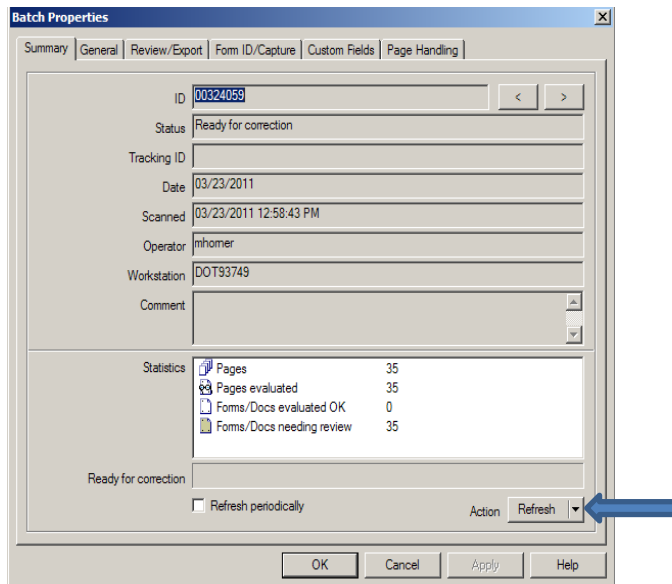 Batch Properties
Summary General Review/Export Form ID/Capture Custom Fields Page Handling
ID 00324059 < >
Status Ready for correction
Tracking ID
Date 03/23/2011
Scanned 03/23/2011 12:58:43 PM
Operator mhorner
Workstation DOT93749
Comment
Statistics Pages 35
Pages evaluated 35
Forms/Docs evaluated OK 0
Forms/Docs needing review 35
Ready for correction
Refresh periodically Action Refresh
OK Cancel Apply Help